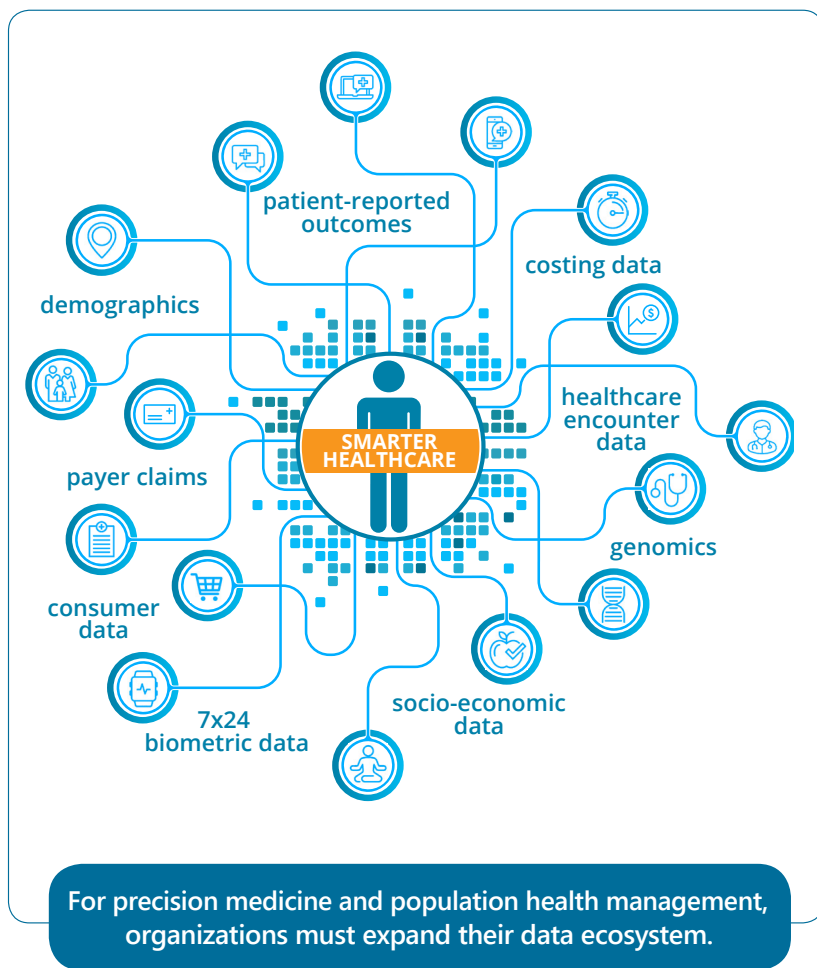 patient-reported
outcomes
costing data
demographics
healthcare
encounter
data
SMARTER
HEALTHCARE
payer claims
genomics
consumer
data
socio-economic
data
7x24
biometric data
$
For precision medicine and population health management,
organizations must expand their data ecosystem.